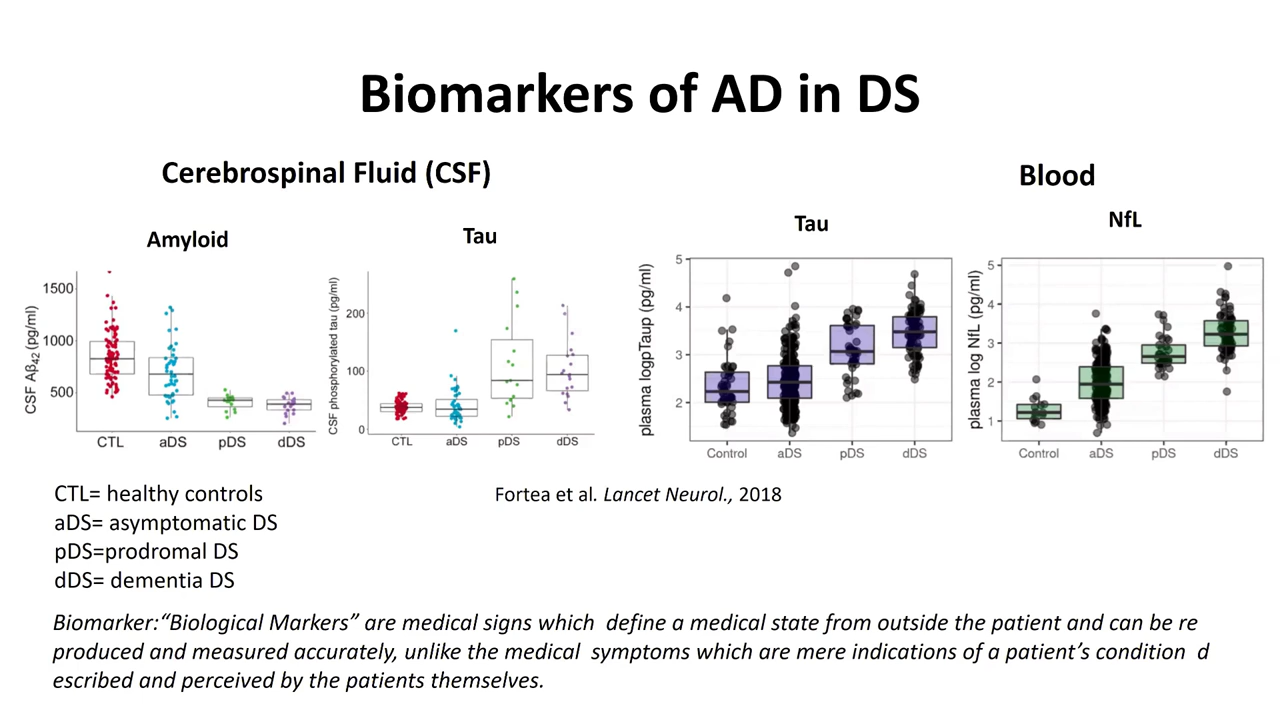 Biomarkers of AD in DS
Cerebrospinal Fluid (CSF)
Blood
Amyloid
Tau
Tau
NfL
CSF Aβ42 (pg/ml)
1500
1000
500
CTL aDS pDS dDS
CSF phosphorylated tau (pg/ml)
200
100
0
CTL aDS pDS dDS
plasma logpTaup (pg/ml)
5
4
3
2
Control aDS pDS dDS
plasma log NfL (pg/ml)
5
4
3
2
1
Control aDS pDS dDS
CTL= healthy controls
aDS= asymptomatic DS
pDS=prodromal DS
dDS= dementia DS
Fortea et al. Lancet Neurol., 2018
Biomarker:“Biological Markers” are medical signs which define a medical state from outside the patient and can be re
produced and measured accurately, unlike the medical symptoms which are mere indications of a patient’s condition d
escribed and perceived by the patients themselves.